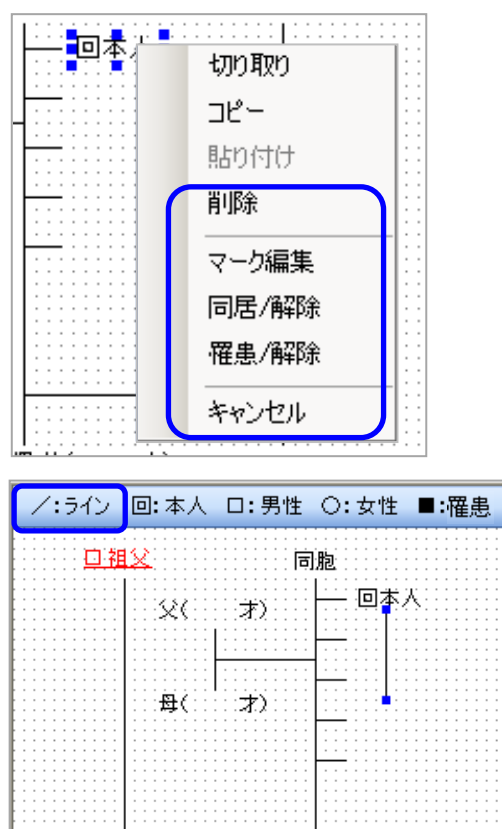 回本人
切り取り
コピー
貼り付け
削除
マーク編集
同居/解除
罹患/解除
キャンセル
／:ライン 回:本人 口:男性 〇:女性 ■:罹患
口祖父 同胞
回本人
父( 才)
母( 才)